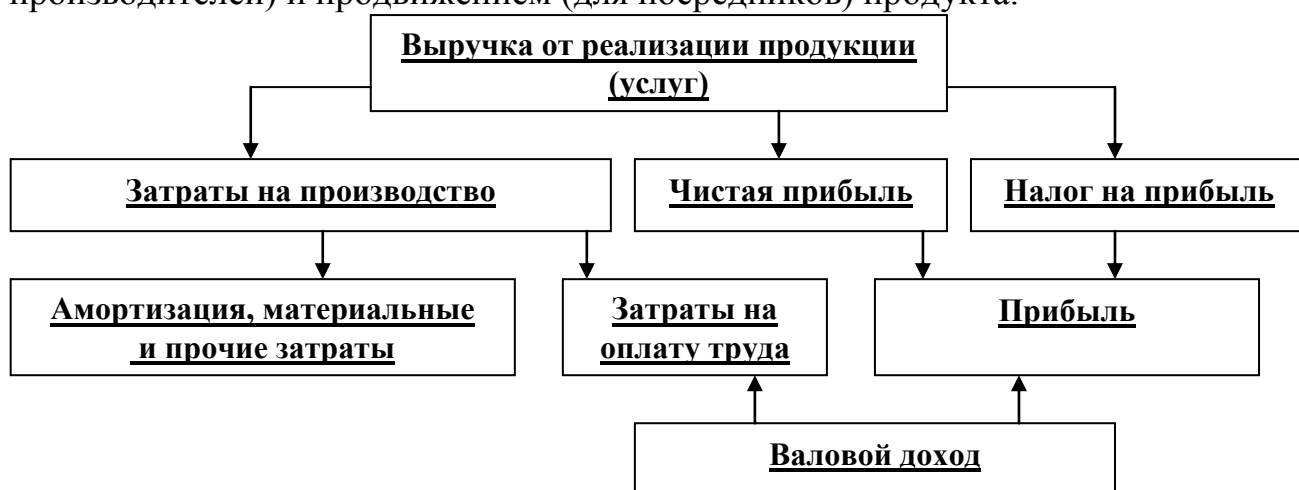 производителей) и продвижением (для посредников) продукта.
Выручка от реализации продукции
(услуг)
Затраты на производство
Чистая прибыль
Налог на прибыль
Амортизация, материальные
и прочие затраты
Затраты на
оплату труда
Прибыль
Валовой доход